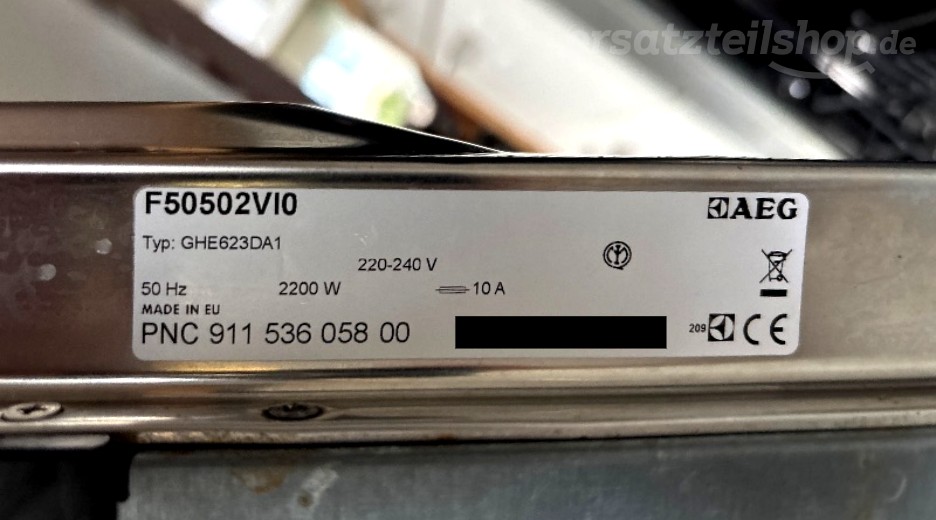 ersatzteilshop.de
F50502VI0
AEG
Typ: GHE623DA1
220-240 V
50 Hz 2200 W 10 A
MADE IN EU
PNC 911 536 058 00
209 CE